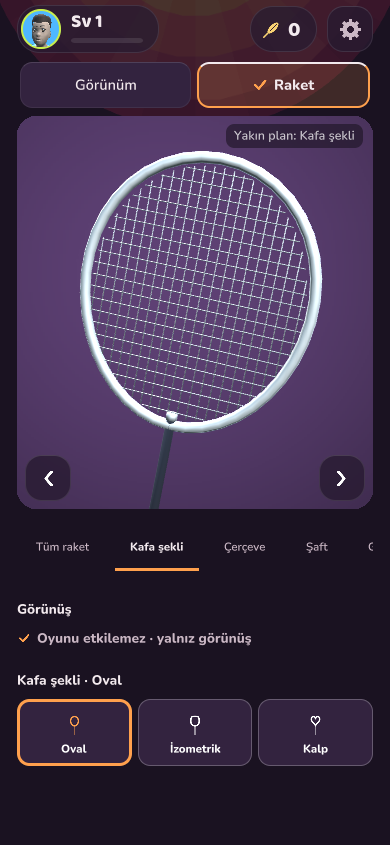 Sv 1
0
Görünüm
Raket
Yakın plan: Kafa şekli
Tüm raket
Kafa şekli
Çerçeve
Şaft
Görünüş
Oyunu etkilemez · yalnız görünüş
Kafa şekli · Oval
Oval
İzometrik
Kalp